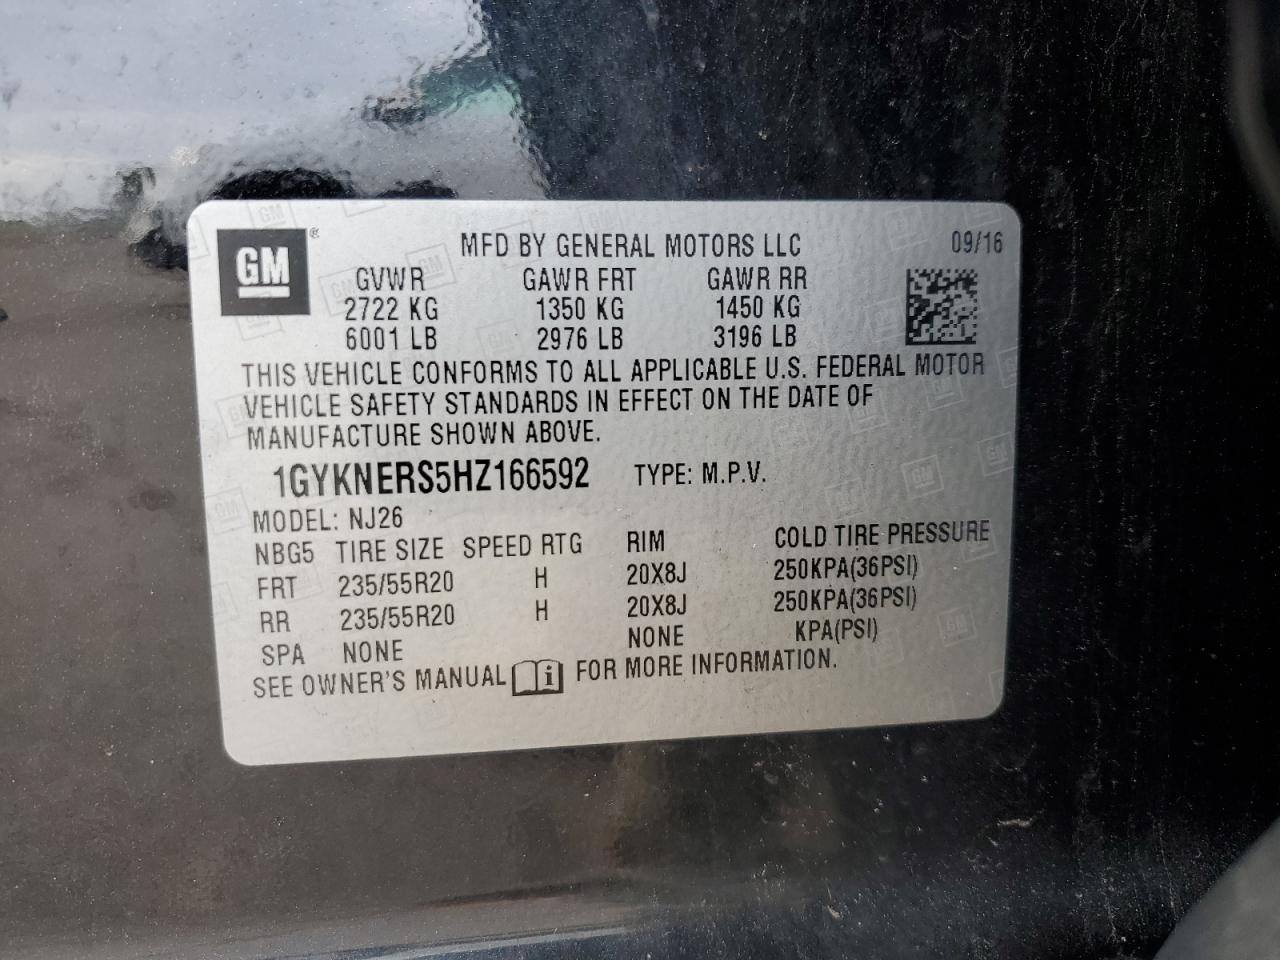 GM ® MFD BY GENERAL MOTORS LLC 09/16
GVWR GAWR FRT GAWR RR
2722 KG 1350 KG 1450 KG
6001 LB 2976 LB 3196 LB
THIS VEHICLE CONFORMS TO ALL APPLICABLE U.S. FEDERAL MOTOR
VEHICLE SAFETY STANDARDS IN EFFECT ON THE DATE OF
MANUFACTURE SHOWN ABOVE.
1GYKNERS5HZ166592 TYPE: M.P.V.
MODEL: NJ26
NBG5 TIRE SIZE SPEED RTG RIM COLD TIRE PRESSURE
FRT 235/55R20 H 20X8J 250KPA(36PSI)
RR 235/55R20 H 20X8J 250KPA(36PSI)
SPA NONE NONE KPA(PSI)
SEE OWNER'S MANUAL i FOR MORE INFORMATION.